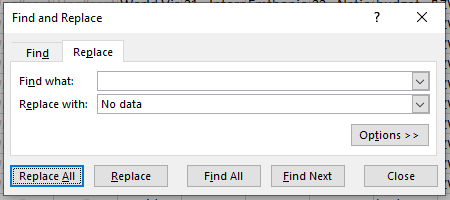 Find and Replace
Find
Replace
Find what:
Replace with: No data
Options >>
Replace All
Replace
Find All
Find Next
Close